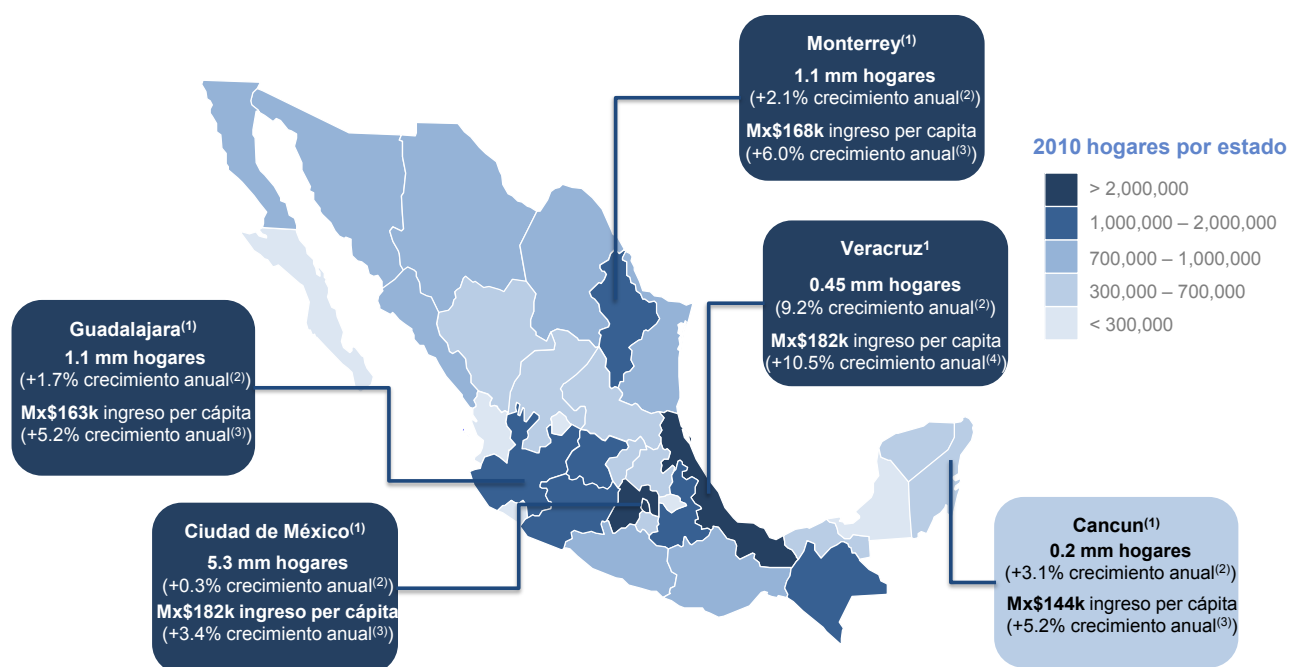 Monterrey(1)
1.1 mm hogares
(+2.1% crecimiento anual(2))
Mx$168k ingreso per capita
(+6.0% crecimiento anual(3))
2010 hogares por estado
> 2,000,000
1,000,000 – 2,000,000
700,000 – 1,000,000
300,000 – 700,000
< 300,000
Veracruz1
0.45 mm hogares
(9.2% crecimiento anual(2))
Mx$182k ingreso per capita
(+10.5% crecimiento anual(4))
Guadalajara(1)
1.1 mm hogares
(+1.7% crecimiento anual(2))
Mx$163k ingreso per cápita
(+5.2% crecimiento anual(3))
Ciudad de México(1)
5.3 mm hogares
(+0.3% crecimiento anual(2))
Mx$182k ingreso per cápita
(+3.4% crecimiento anual(3))
Cancun(1)
0.2 mm hogares
(+3.1% crecimiento anual(2))
Mx$144k ingreso per cápita
(+5.2% crecimiento anual(3))